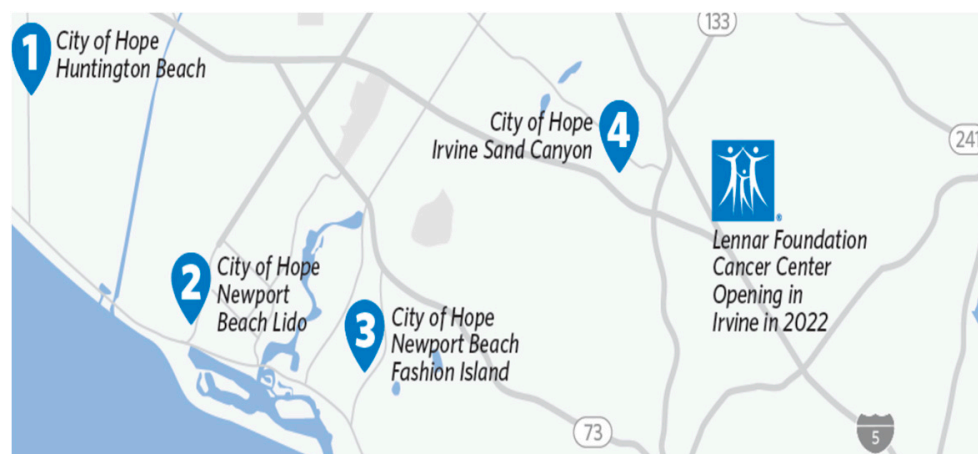 1
City of Hope
Huntington Beach
133
City of Hope
Irvine Sand Canyon
4
241
®
Lennar Foundation
Cancer Center
Opening in
Irvine in 2022
2
City of Hope
Newport
Beach Lido
3
City of Hope
Newport Beach
Fashion Island
73
5